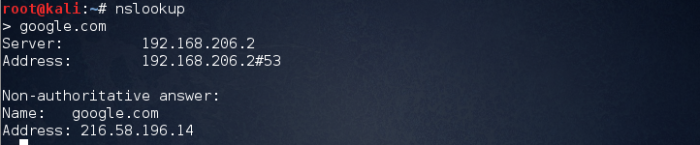 root@kali:~# nslookup
> google.com
Server:         192.168.206.2
Address:        192.168.206.2#53

Non-authoritative answer:
Name:   google.com
Address: 216.58.196.14